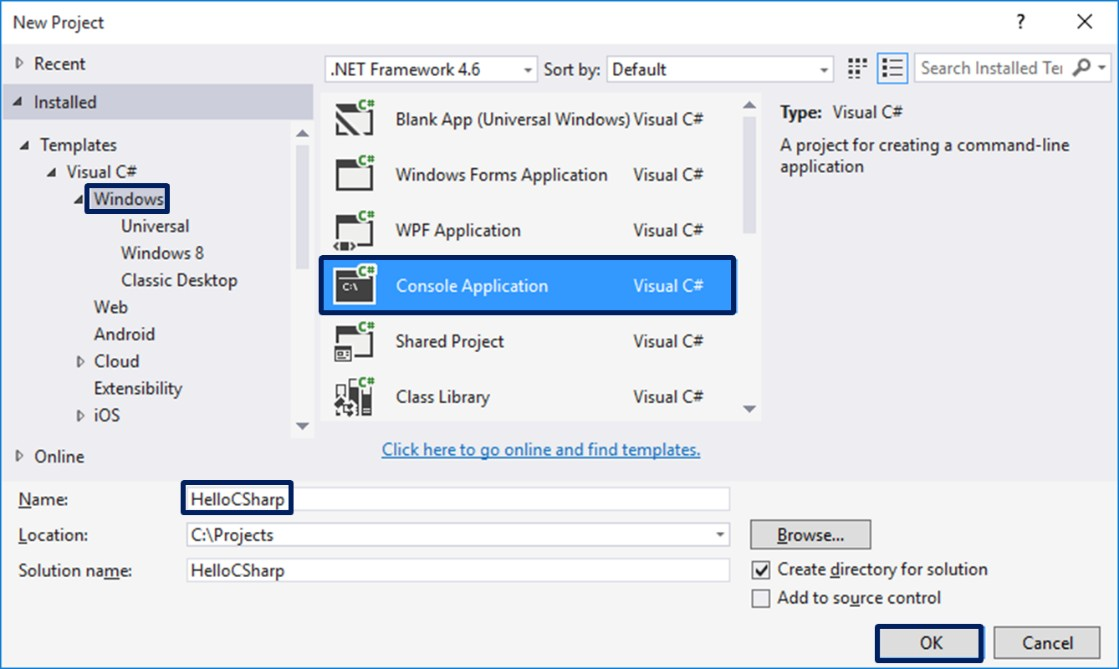 New Project
?
Recent
.NET Framework 4.6
Sort by:
Default
Search Installed Te
Installed
Templates
Visual C#
Windows
Universal
Windows 8
Classic Desktop
Web
Android
Cloud
Extensibility
iOS
Online
C# Blank App (Universal Windows) Visual C#
C# Windows Forms Application Visual C#
C# WPF Application Visual C#
C# C:\ Console Application Visual C#
C# Shared Project Visual C#
C# Class Library Visual C#
Click here to go online and find templates.
Type: Visual C#
A project for creating a command-line
application
Name: HelloCSharp
Location: C:\Projects
Browse...
Solution name: HelloCSharp
Create directory for solution
Add to source control
OK
Cancel